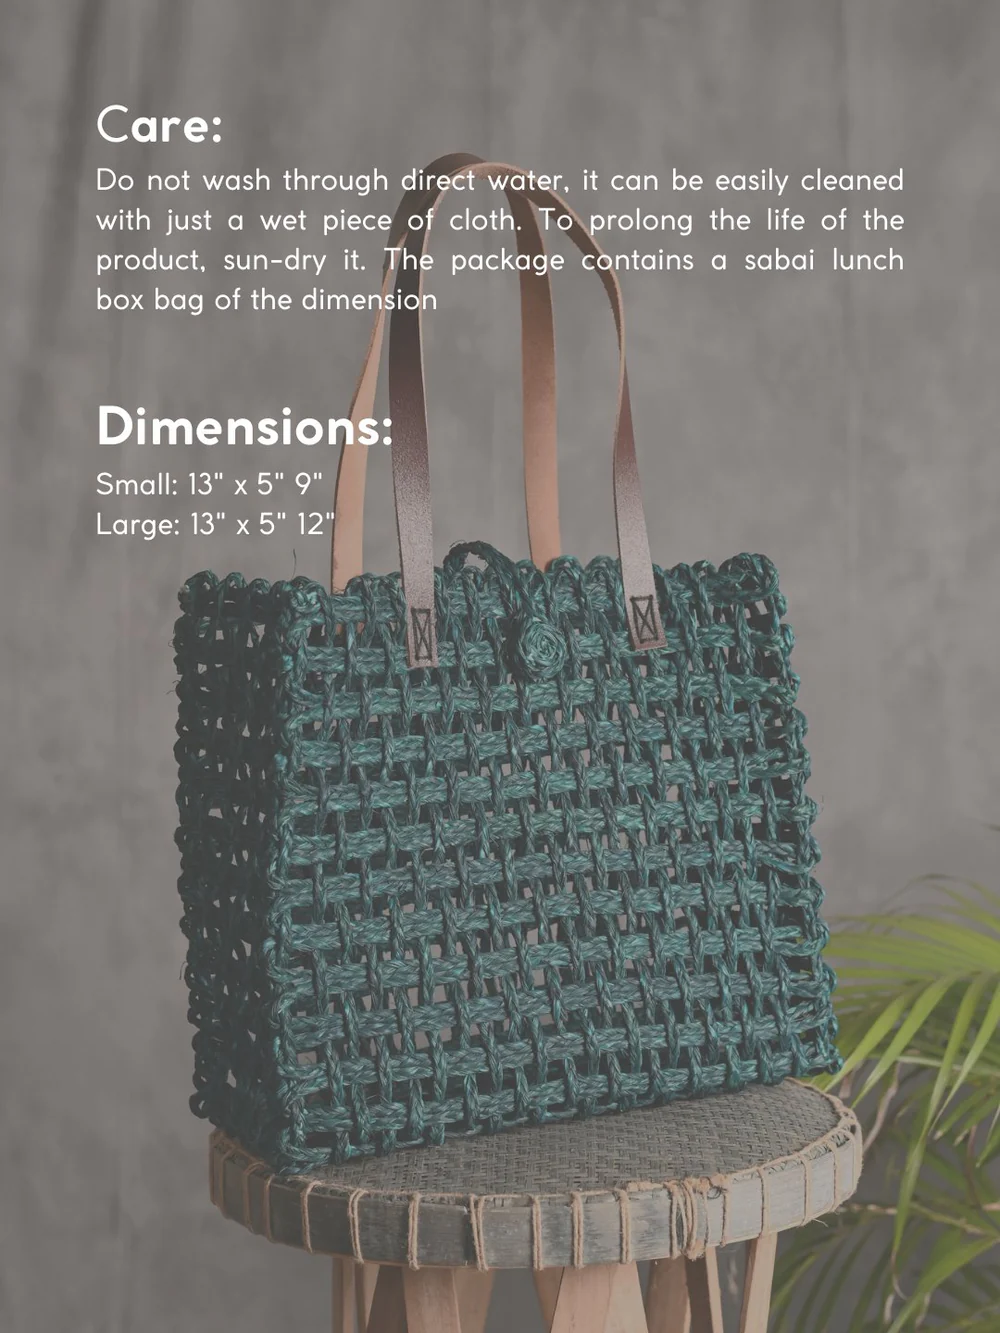 Care:
Do not wash through direct water, it can be easily cleaned
with just a wet piece of cloth. To prolong the life of the
product, sun-dry it. The package contains a sabai lunch
box bag of the dimension
Dimensions:
Small: 13" x 5" 9"
Large: 13" x 5" 12"